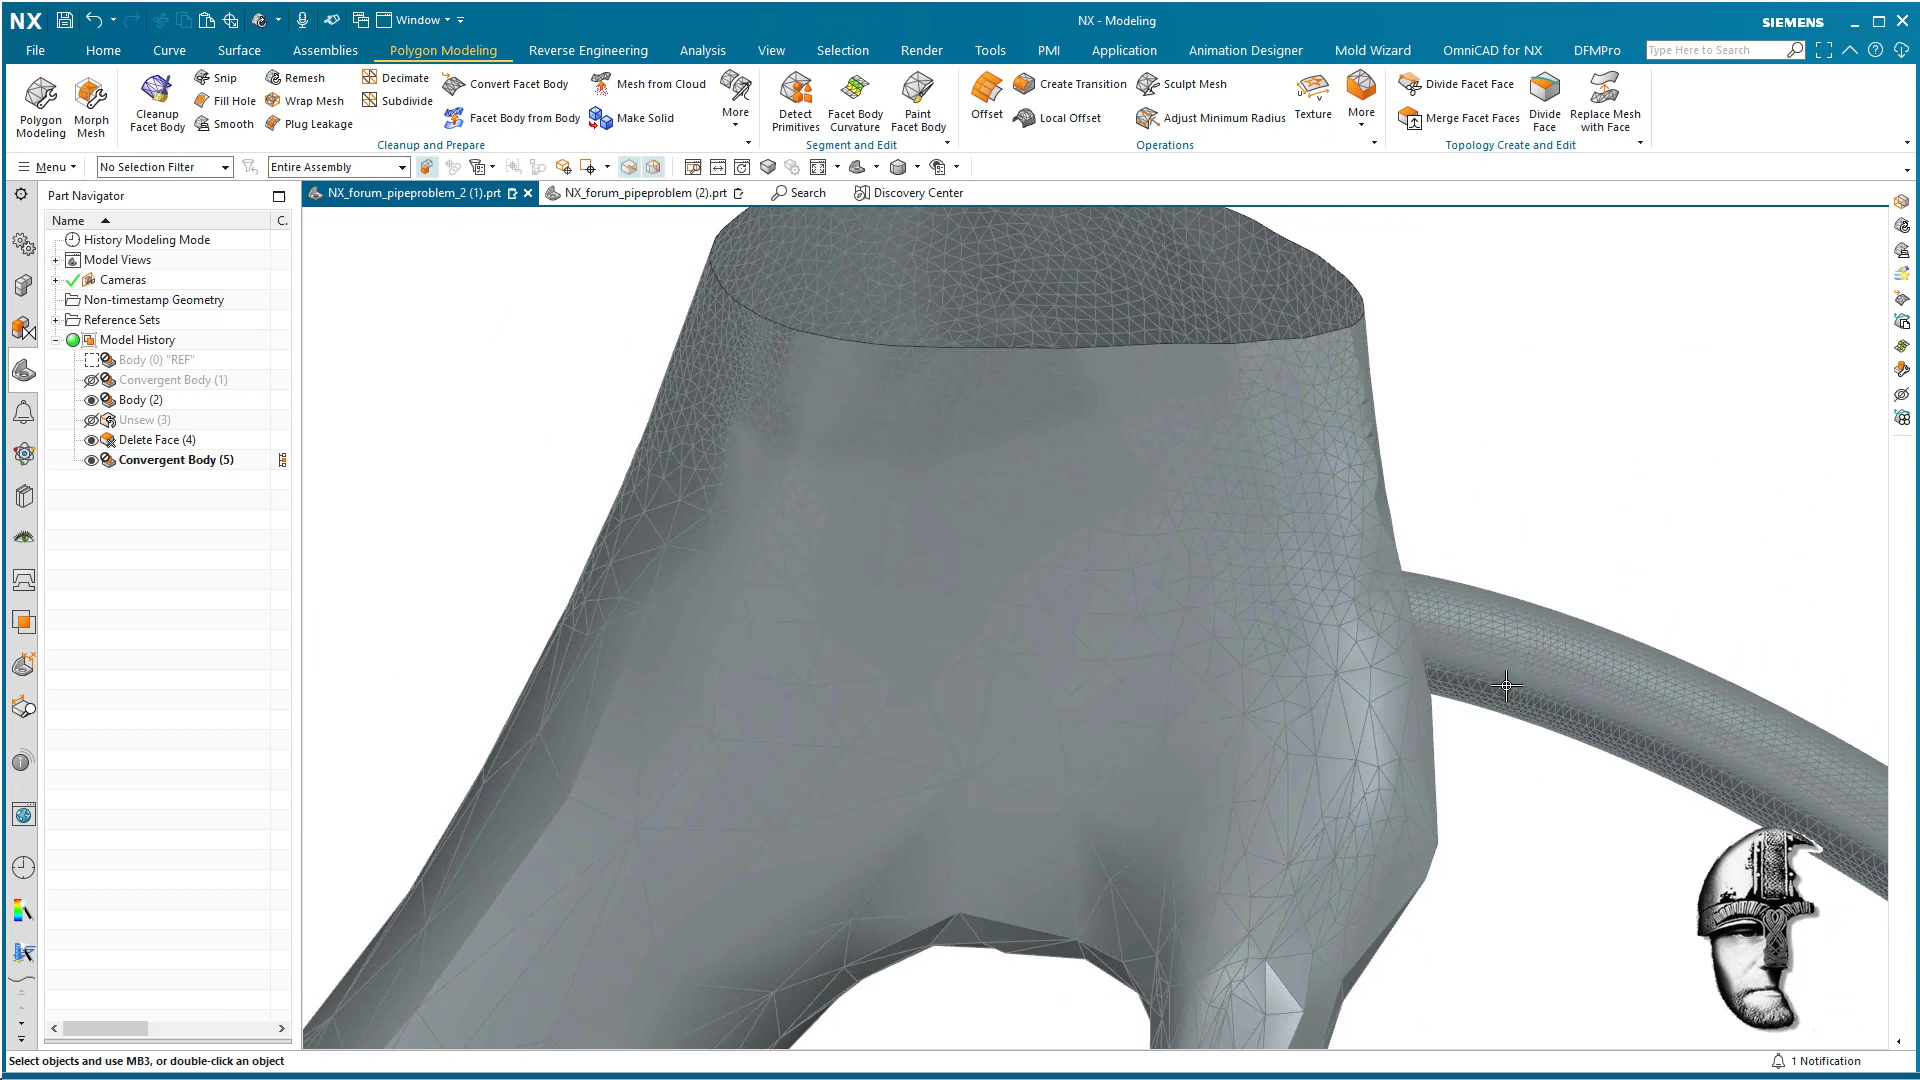 NX
Window
NX - Modeling
SIEMENS
File Home Curve Surface Assemblies Polygon Modeling Reverse Engineering Analysis View Selection Render Tools PMI Application Animation Designer Mold Wizard OmniCAD for NX DFMPro Type Here to Search
Polygon Modeling
Morph Mesh
Cleanup Facet Body
Snip
Fill Hole
Smooth
Remesh
Wrap Mesh
Plug Leakage
Decimate
Subdivide
Convert Facet Body
Facet Body from Body
Mesh from Cloud
Make Solid
More
Cleanup and Prepare
Detect Primitives
Facet Body Curvature
Paint Facet Body
Segment and Edit
Offset
Create Transition
Local Offset
Sculpt Mesh
Adjust Minimum Radius
Texture
More
Operations
Divide Facet Face
Merge Facet Faces
Divide Face
Replace Mesh with Face
Topology Create and Edit
Menu No Selection Filter Entire Assembly
Part Navigator
NX_forum_pipeproblem_2 (1).prt NX_forum_pipeproblem (2).prt Search Discovery Center
Name C.
History Modeling Mode
Model Views
Cameras
Non-timestamp Geometry
Reference Sets
Model History
Body (0) "REF"
Convergent Body (1)
Body (2)
Unsew (3)
Delete Face (4)
Convergent Body (5)
Select objects and use MB3, or double-click an object
1 Notification